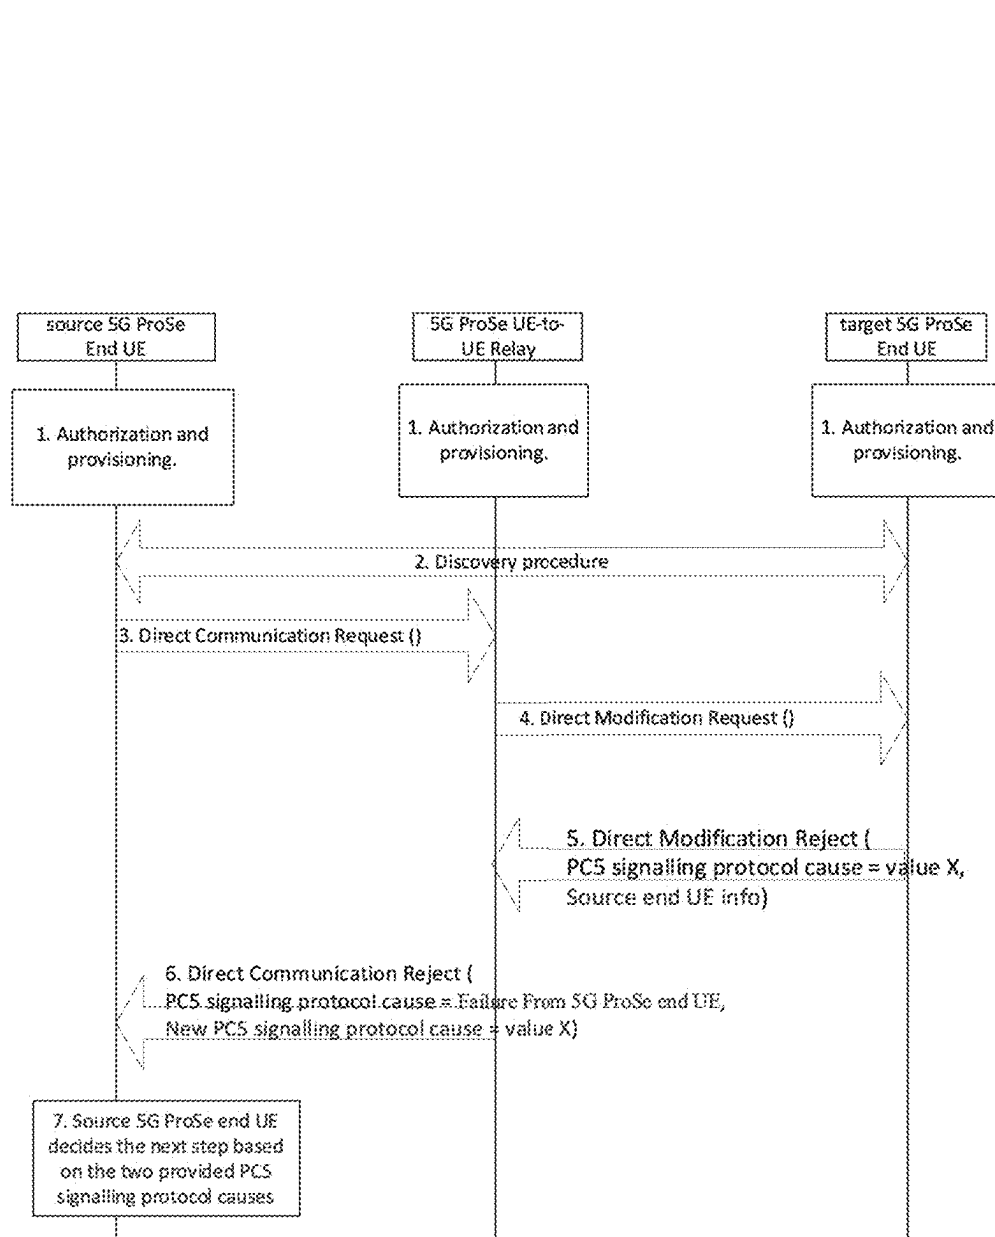 source 5G ProSe
End UE
5G ProSe UE-to-
UE Relay
target 5G ProSe
End UE
1. Authorization and
provisioning.
1. Authorization and
provisioning.
1. Authorization and
provisioning.
2. Discovery procedure
3. Direct Communication Request ()
4. Direct Modification Request ()
5. Direct Modification Reject (
PC5 signalling protocol cause = value X,
Source end UE info)
6. Direct Communication Reject (
PC5 signalling protocol cause = Failure From 5G ProSe end UE,
New PC5 signalling protocol cause = value X)
7. Source 5G ProSe end UE
decides the next step based
on the two provided PC5
signalling protocol causes